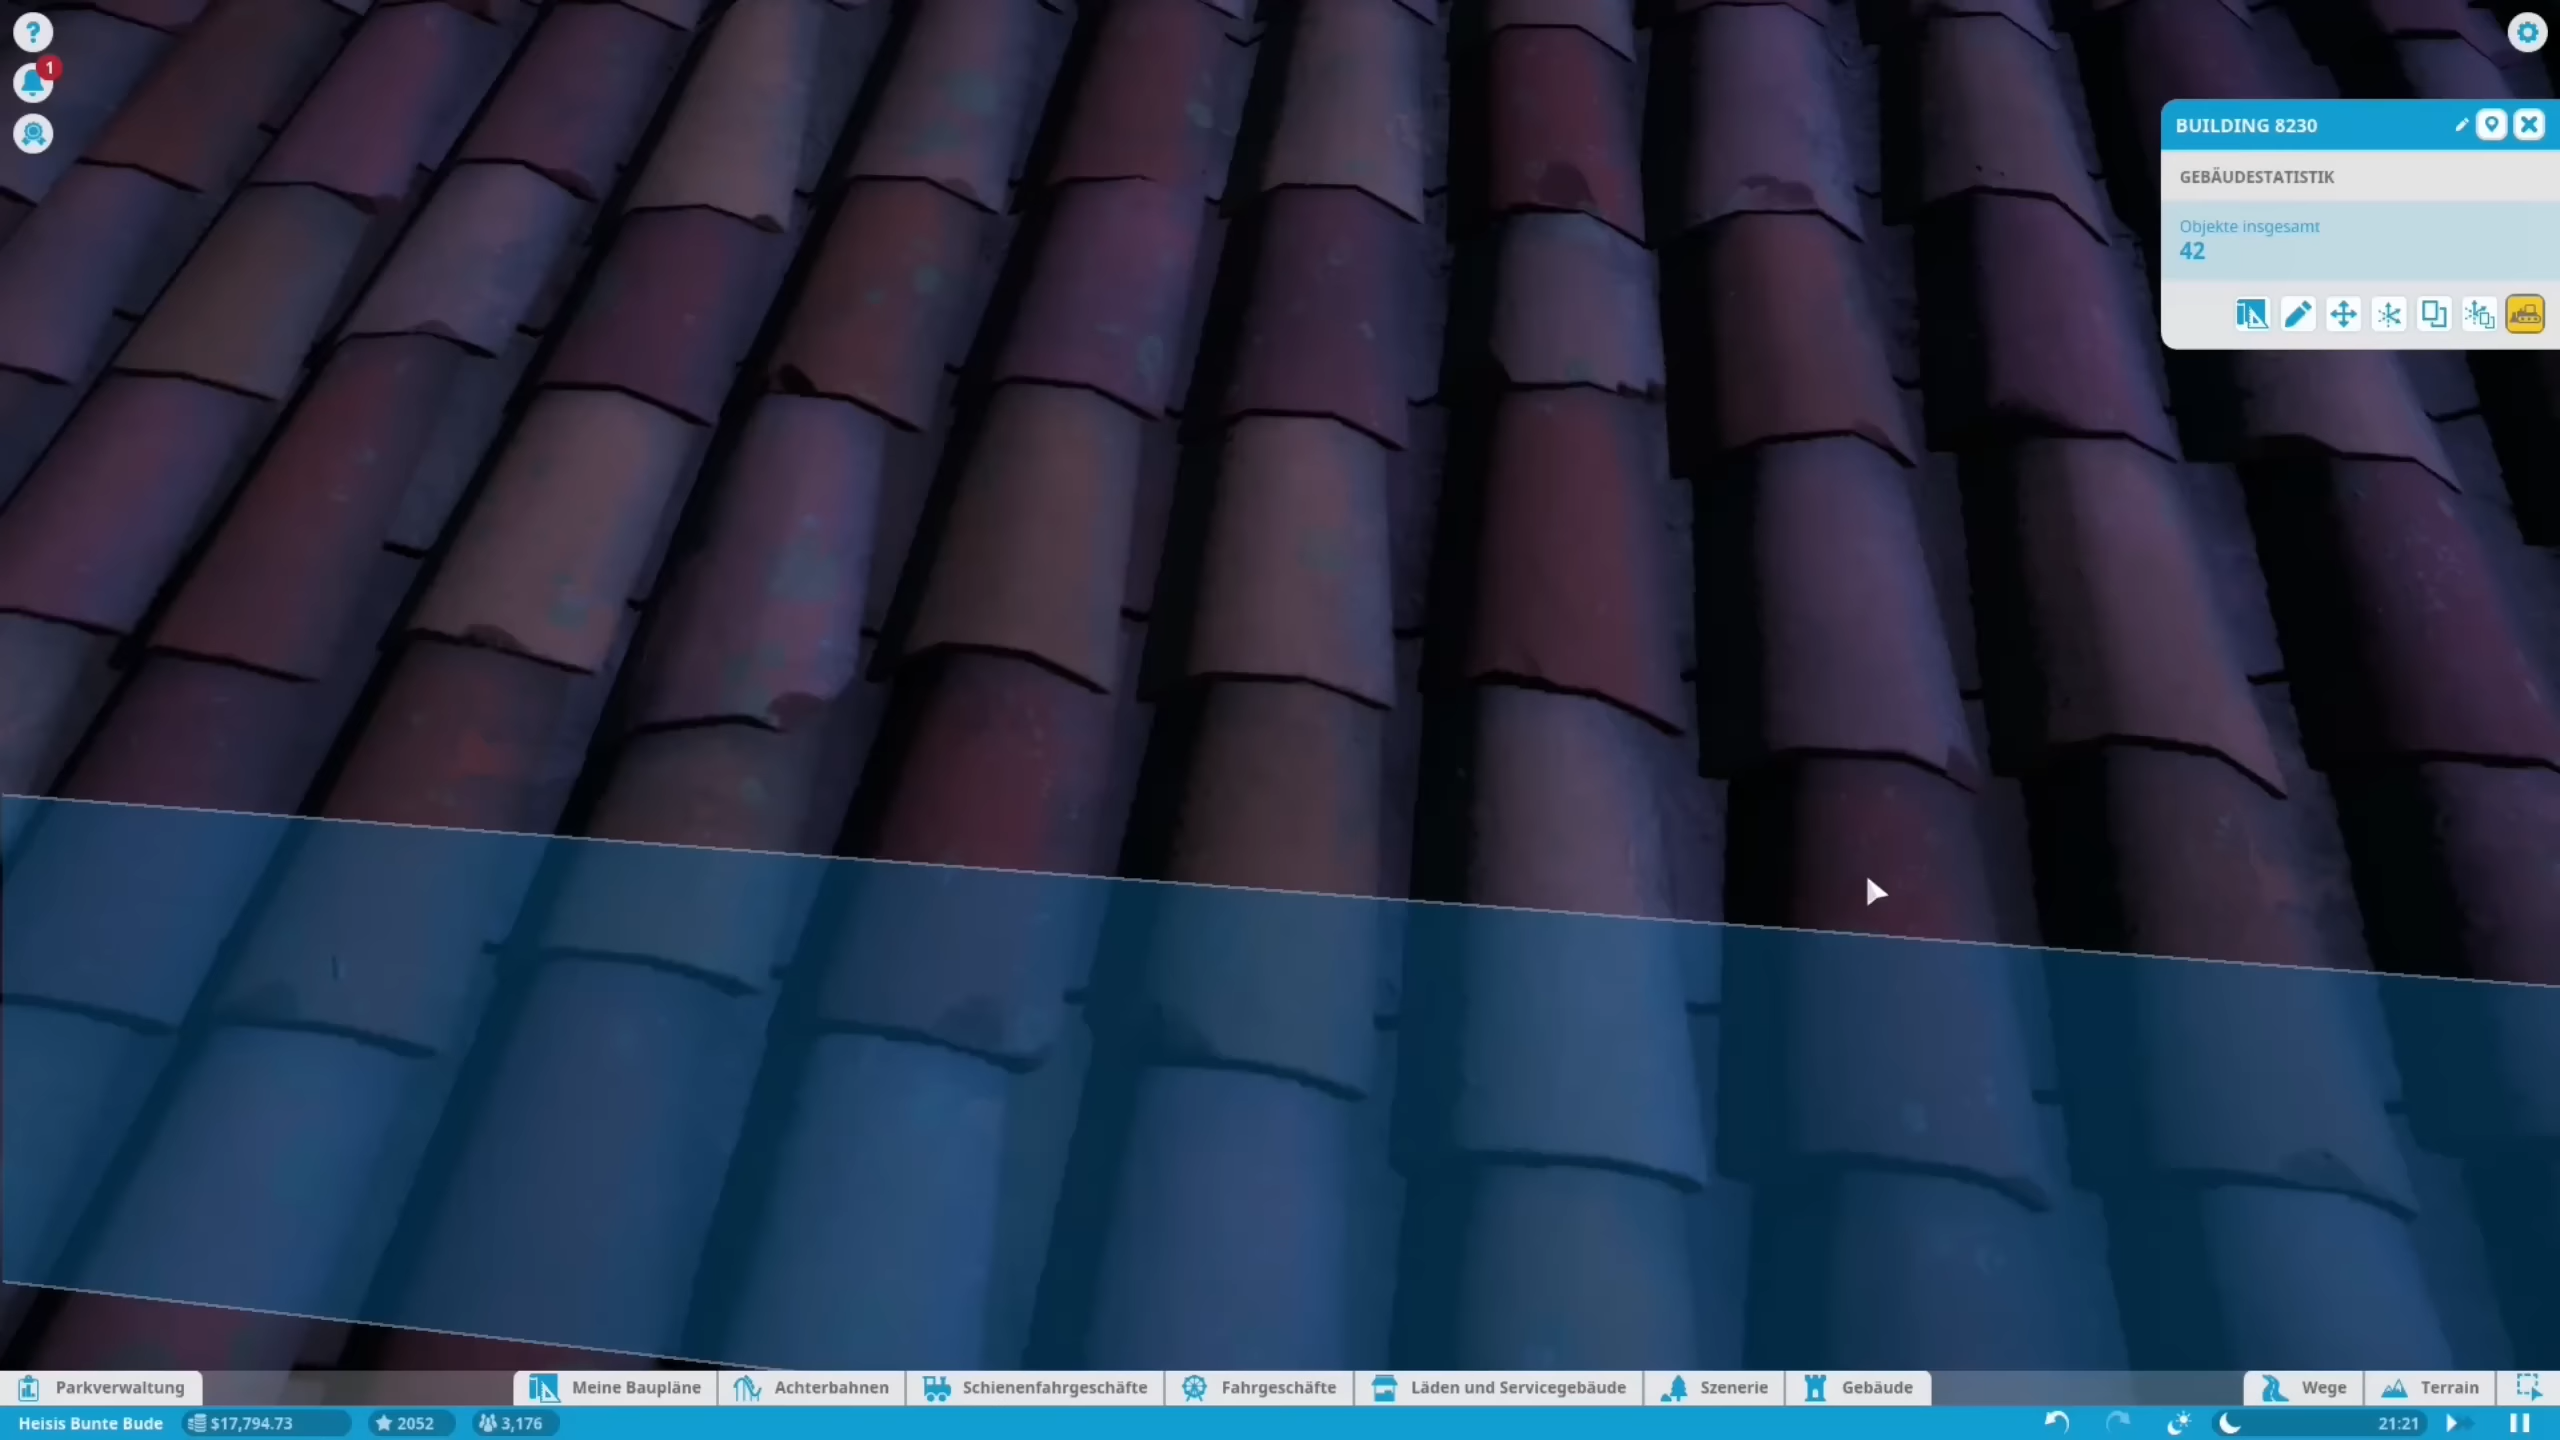 ?
1
BUILDING 8230
GEBÄUDESTATISTIK
Objekte insgesamt
42
Parkverwaltung
Meine Baupläne
Achterbahnen
Schienenfahrgeschäfte
Fahrgeschäfte
Läden und Servicegebäude
Szenerie
Gebäude
Wege
Terrain
Heisis Bunte Bude
$17,794.73
2052
3,176
21:21